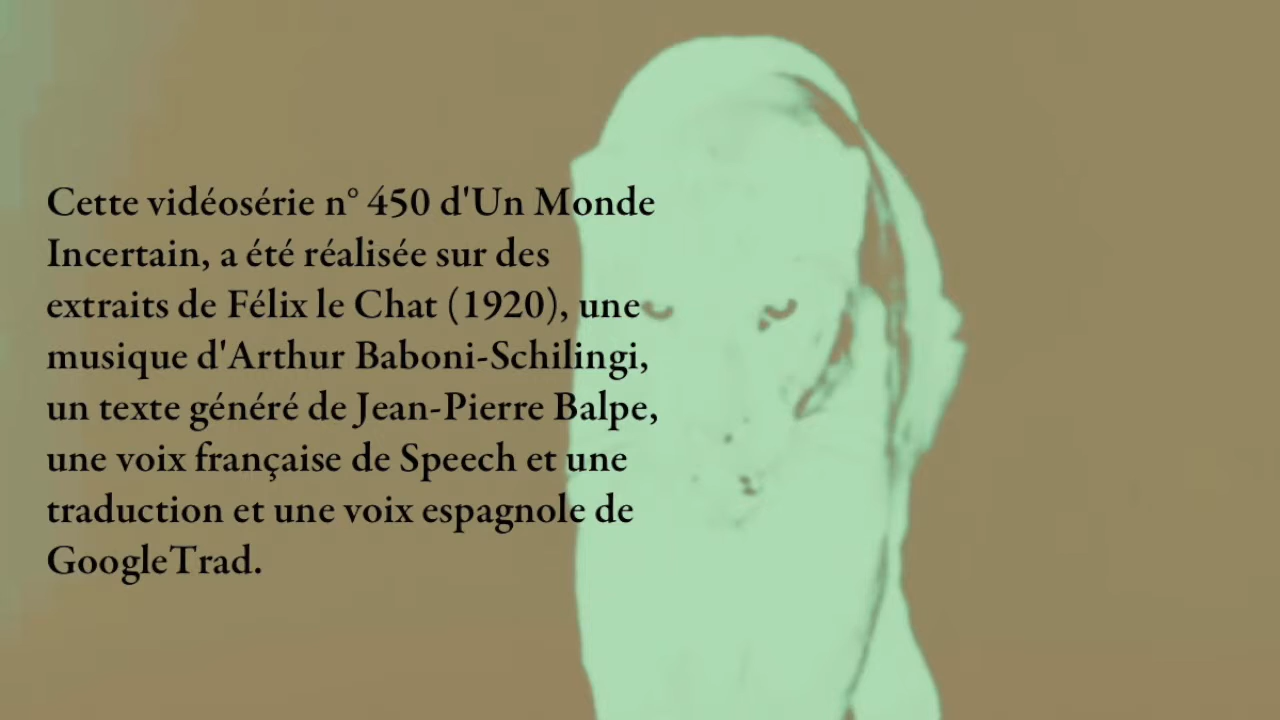 Cette vidéosérie n° 450 d'Un Monde
Incertain, a été réalisée sur des
extraits de Félix le Chat (1920), une
musique d'Arthur Baboni-Schilingi,
un texte généré de Jean-Pierre Balpe,
une voix française de Speech et une
traduction et une voix espagnole de
GoogleTrad.